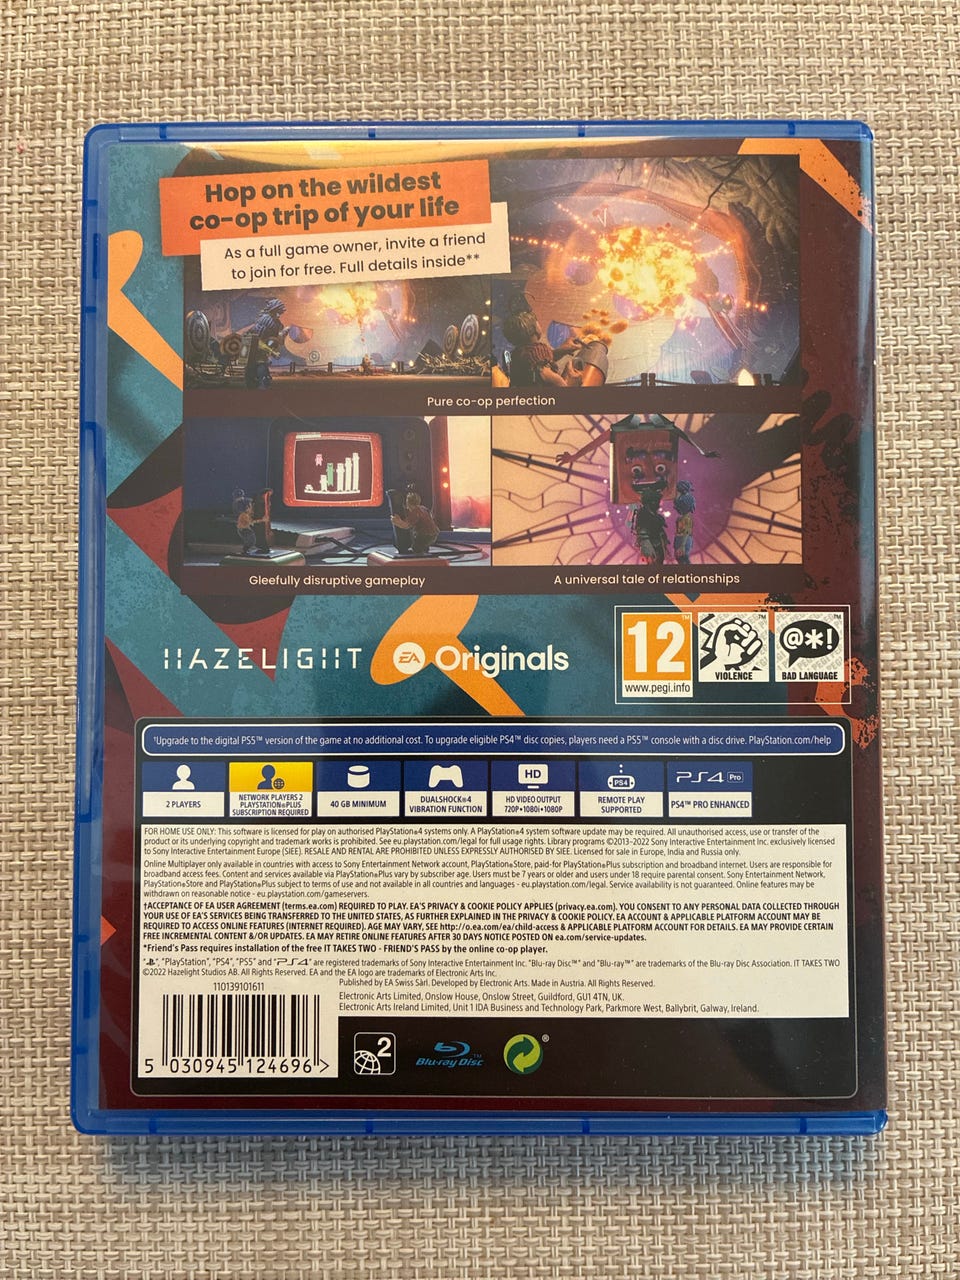 Hop on the wildest
co-op trip of your life
As a full game owner, invite a friend
to join for free. Full details inside**
Pure co-op perfection
Gleefully disruptive gameplay
A universal tale of relationships
HAZELIGHT
EA Originals
12
www.pegi.info
VIOLENCE
@*!
BAD LANGUAGE
†Upgrade to the digital PS5™ version of the game at no additional cost. To upgrade eligible PS4™ disc copies, players need a PS5™ console with a disc drive. PlayStation.com/help
2 PLAYERS
NETWORK PLAYERS 2
PLAYSTATION®PLUS
SUBSCRIPTION REQUIRED
40 GB MINIMUM
DUALSHOCK®4
VIBRATION FUNCTION
HD
HD VIDEO OUTPUT
720P•1080i•1080P
PS4
REMOTE PLAY
SUPPORTED
PS4 Pro
PS4™ PRO ENHANCED
FOR HOME USE ONLY: This software is licensed for play on authorised PlayStation®4 systems only. A PlayStation®4 system software update may be required. All unauthorised access, use or transfer of the
product or its underlying copyright and trademark works is prohibited. See eu.playstation.com/legal for full usage rights. Library programs ©2013–2022 Sony Interactive Entertainment Inc. exclusively licensed
to Sony Interactive Entertainment Europe (SIEE). RESALE AND RENTAL ARE PROHIBITED UNLESS EXPRESSLY AUTHORISED BY SIEE. Licensed for sale in Europe, India and Russia only.
Online Multiplayer only available in countries with access to Sony Entertainment Network account, PlayStation®Store, paid-for PlayStation®Plus subscription and broadband internet. Users are responsible for
broadband access fees. Content and services available via PlayStation®Plus vary by subscriber age. Users must be 7 years or older and users under 18 require parental consent. Sony Entertainment Network,
PlayStation®Store and PlayStation®Plus subject to terms of use and not available in all countries and languages - eu.playstation.com/legal. Service availability is not guaranteed. Online features may be
withdrawn on reasonable notice - eu.playstation.com/gameservers.
†ACCEPTANCE OF EA USER AGREEMENT (terms.ea.com) REQUIRED TO PLAY. EA'S PRIVACY & COOKIE POLICY APPLIES (privacy.ea.com). YOU CONSENT TO ANY PERSONAL DATA COLLECTED THROUGH
YOUR USE OF EA'S SERVICES BEING TRANSFERRED TO THE UNITED STATES, AS FURTHER EXPLAINED IN THE PRIVACY & COOKIE POLICY. EA ACCOUNT & APPLICABLE PLATFORM ACCOUNT MAY BE
REQUIRED TO ACCESS ONLINE FEATURES (INTERNET REQUIRED). AGE MAY VARY, SEE http://o.ea.com/ea/child-access & APPLICABLE PLATFORM ACCOUNT FOR DETAILS. EA MAY PROVIDE CERTAIN
FREE INCREMENTAL CONTENT &/OR UPDATES. EA MAY RETIRE ONLINE FEATURES AFTER 30 DAYS NOTICE POSTED ON ea.com/service-updates.
*Friend's Pass requires installation of the free IT TAKES TWO - FRIEND'S PASS by the online co-op player.
"PlayStation", "PS4", "PS5" and "PS4" are registered trademarks of Sony Interactive Entertainment Inc. "Blu-ray Disc™" and "Blu-ray™" are trademarks of the Blu-ray Disc Association. IT TAKES TWO
©2022 Hazelight Studios AB. All Rights Reserved. EA and the EA logo are trademarks of Electronic Arts Inc.
Published by EA Swiss Sàrl. Developed by Electronic Arts. Made in Austria. All Rights Reserved.
Electronic Arts Limited, Onslow House, Onslow Street, Guildford, GU1 4TN, UK.
Electronic Arts Ireland Limited, Unit 1 IDA Business and Technology Park, Parkmore West, Ballybrit, Galway, Ireland.
110139101611
5 030945 124696 >
2
Blu-ray Disc™
®